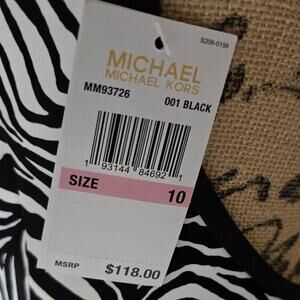 S206-0156
MICHAEL
MICHAEL KORS
MM93726 001 BLACK
1 93144 84692 1
SIZE 10
MSRP $118.00